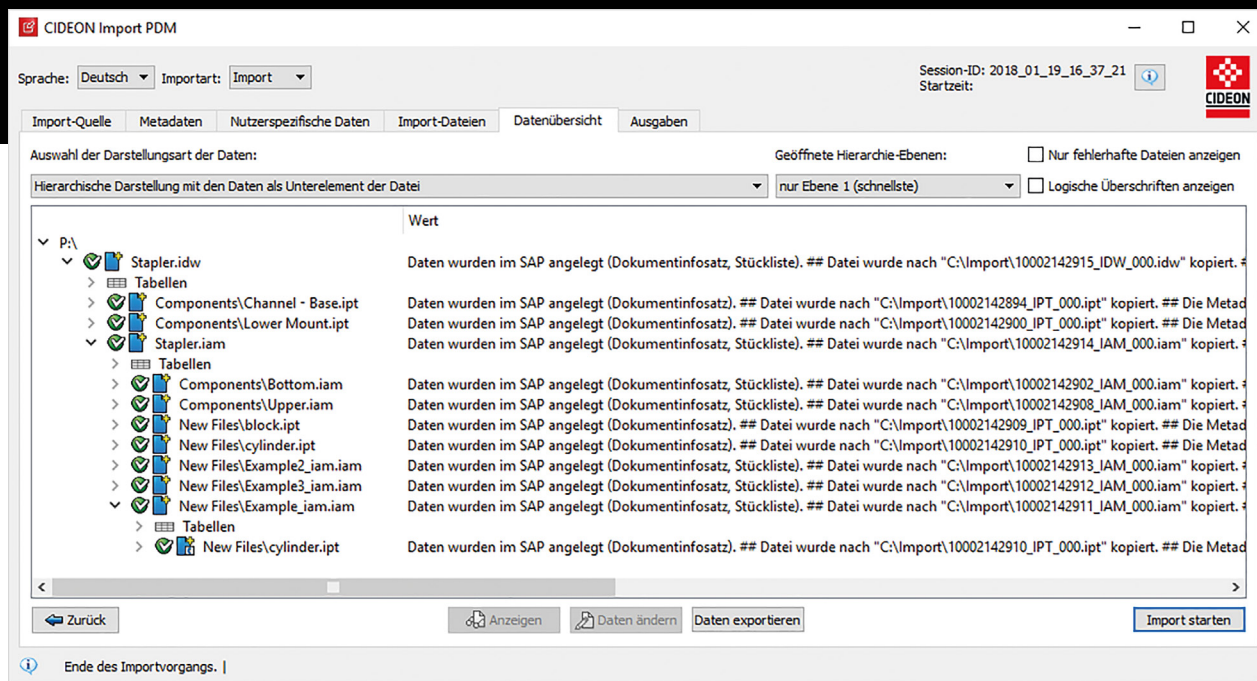 CIDEON Import PDM
Sprache: Deutsch Importart: Import
Session-ID: 2018_01_19_16_37_21
Startzeit:
CIDEON
Import-Quelle Metadaten Nutzerspezifische Daten Import-Dateien Datenübersicht Ausgaben
Auswahl der Darstellungsart der Daten: Geöffnete Hierarchie-Ebenen: Nur fehlerhafte Dateien anzeigen
Hierarchische Darstellung mit den Daten als Unterelement der Datei nur Ebene 1 (schnellste) Logische Überschriften anzeigen
Wert
P:\
Stapler.idw Daten wurden im SAP angelegt (Dokumentinfosatz, Stückliste). ## Datei wurde nach "C:\Import\10002142915_IDW_000.idw" kopiert. #
Tabellen
Components\Channel - Base.ipt Daten wurden im SAP angelegt (Dokumentinfosatz). ## Datei wurde nach "C:\Import\10002142894_IPT_000.ipt" kopiert. ## Die Metad
Components\Lower Mount.ipt Daten wurden im SAP angelegt (Dokumentinfosatz). ## Datei wurde nach "C:\Import\10002142900_IPT_000.ipt" kopiert. ## Die Metad
Stapler.iam Daten wurden im SAP angelegt (Dokumentinfosatz, Stückliste). ## Datei wurde nach "C:\Import\10002142914_IAM_000.iam" kopiert. #
Tabellen
Components\Bottom.iam Daten wurden im SAP angelegt (Dokumentinfosatz, Stückliste). ## Datei wurde nach "C:\Import\10002142902_IAM_000.iam" kopiert. #
Components\Upper.iam Daten wurden im SAP angelegt (Dokumentinfosatz, Stückliste). ## Datei wurde nach "C:\Import\10002142908_IAM_000.iam" kopiert. #
New Files\block.ipt Daten wurden im SAP angelegt (Dokumentinfosatz). ## Datei wurde nach "C:\Import\10002142909_IPT_000.ipt" kopiert. ## Die Metad
New Files\cylinder.ipt Daten wurden im SAP angelegt (Dokumentinfosatz). ## Datei wurde nach "C:\Import\10002142910_IPT_000.ipt" kopiert. ## Die Metad
New Files\Example2_iam.iam Daten wurden im SAP angelegt (Dokumentinfosatz, Stückliste). ## Datei wurde nach "C:\Import\10002142913_IAM_000.iam" kopiert. #
New Files\Example3_iam.iam Daten wurden im SAP angelegt (Dokumentinfosatz, Stückliste). ## Datei wurde nach "C:\Import\10002142912_IAM_000.iam" kopiert. #
New Files\Example_iam.iam Daten wurden im SAP angelegt (Dokumentinfosatz, Stückliste). ## Datei wurde nach "C:\Import\10002142911_IAM_000.iam" kopiert. #
Tabellen
New Files\cylinder.ipt Daten wurden im SAP angelegt (Dokumentinfosatz). ## Datei wurde nach "C:\Import\10002142910_IPT_000.ipt" kopiert. ## Die Metad
Zurück Anzeigen Daten ändern Daten exportieren Import starten
Ende des Importvorgangs. |